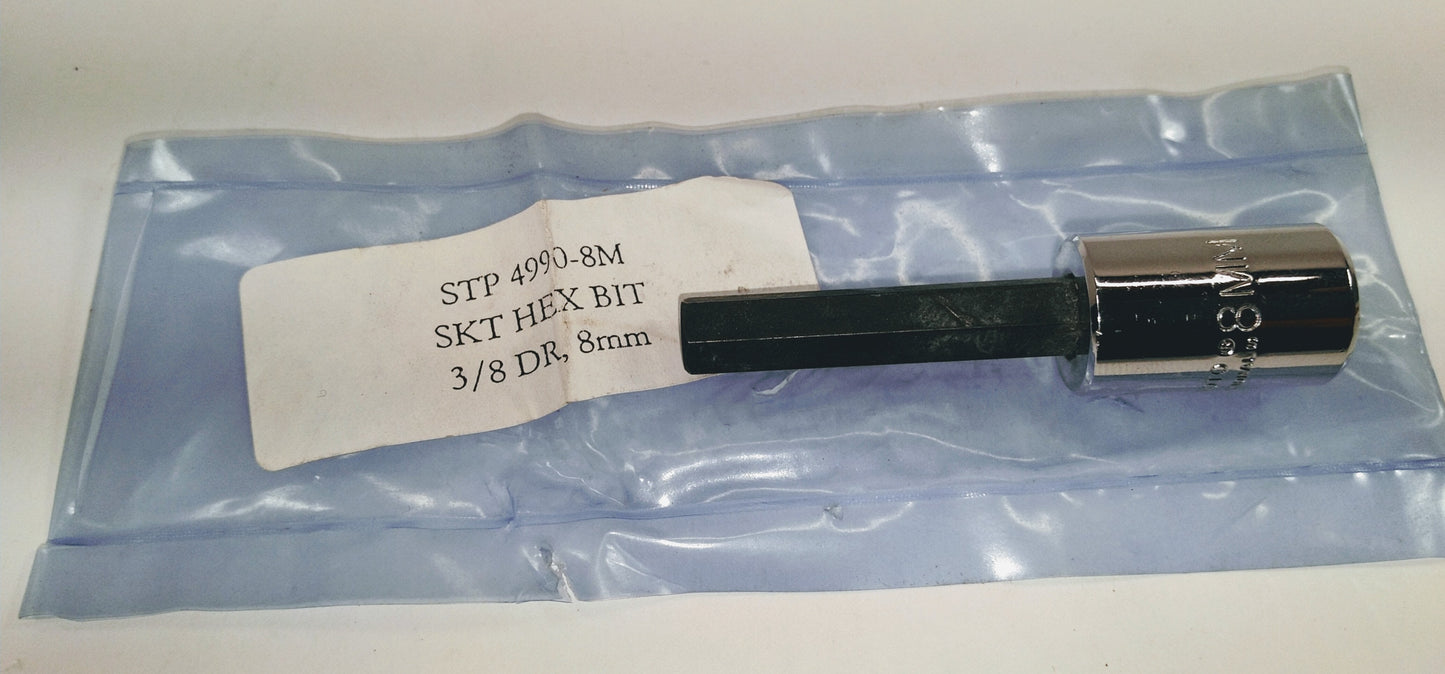 STP 4990-8M
SKT HEX BIT
3/8 DR, 8mm
8MM